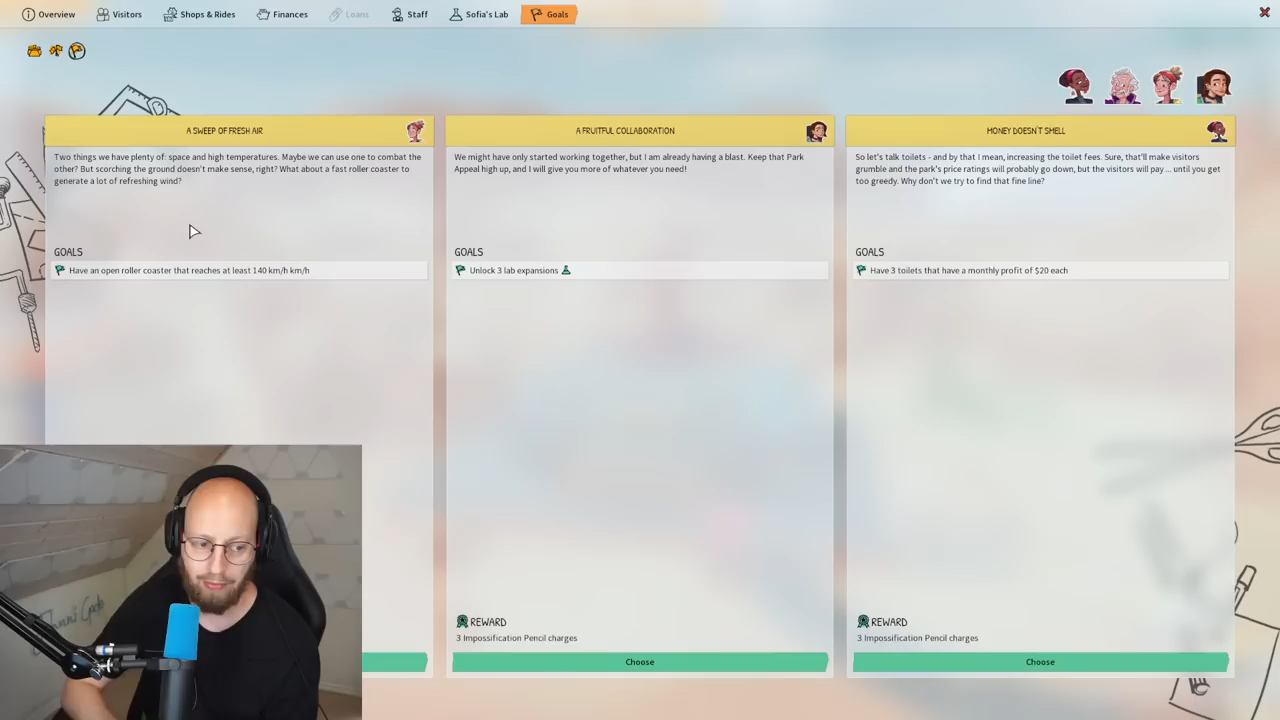 Overview Visitors Shops & Rides Finances Loans Staff Sofia's Lab Goals
A SWEEP OF FRESH AIR
Two things we have plenty of: space and high temperatures. Maybe we can use one to combat the
other? But scorching the ground doesn't make sense, right? What about a fast roller coaster to
generate a lot of refreshing wind?
GOALS
Have an open roller coaster that reaches at least 140 km/h km/h
A FRUITFUL COLLABORATION
We might have only started working together, but I am already having a blast. Keep that Park
Appeal high up, and I will give you more of whatever you need!
GOALS
Unlock 3 lab expansions
REWARD
3 Impossification Pencil charges
Choose
MONEY DOESN'T SMELL
So let's talk toilets - and by that I mean, increasing the toilet fees. Sure, that'll make visitors
grumble and the park's price ratings will probably go down, but the visitors will pay ... until you get
too greedy. Why don't we try to find that fine line?
GOALS
Have 3 toilets that have a monthly profit of $20 each
REWARD
3 Impossification Pencil charges
Choose